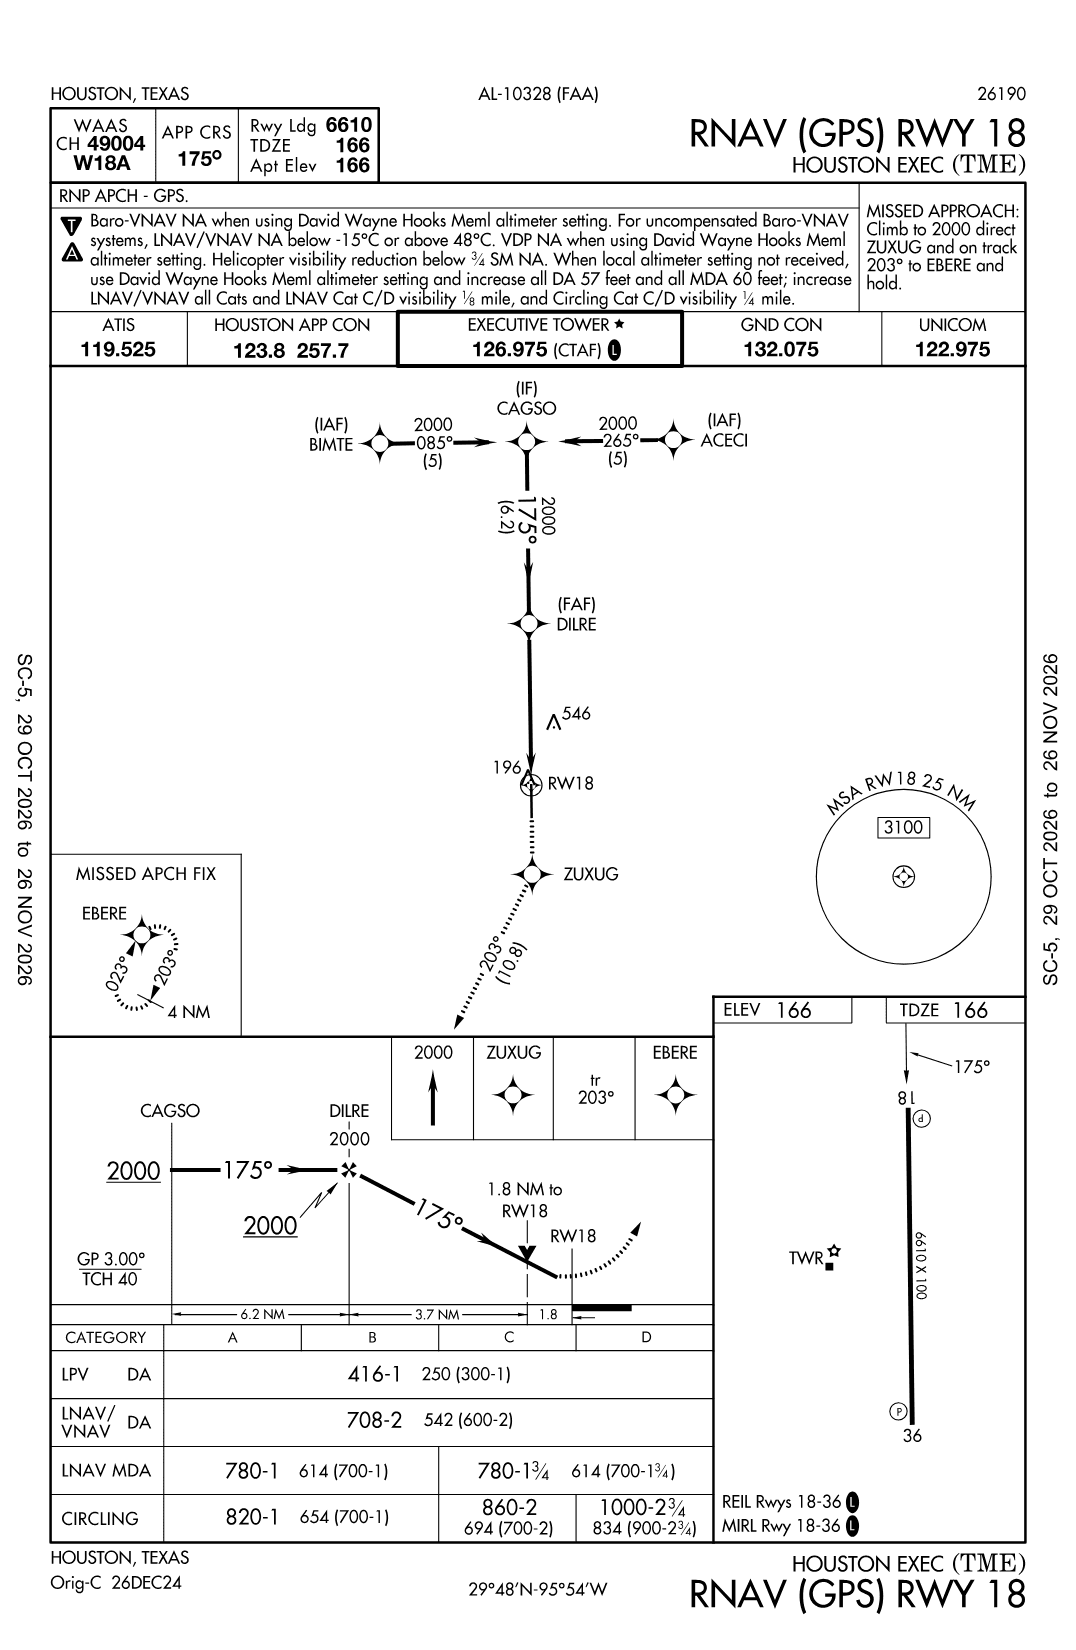 HOUSTON, TEXAS
AL-10328 (FAA)
26190
WAAS
CH 49004
W18A
APP CRS
175°
Rwy Ldg 6610
TDZE 166
Apt Elev 166
RNAV (GPS) RWY 18
HOUSTON EXEC (TME)
RNP APCH - GPS.
T
A
Baro-VNAV NA when using David Wayne Hooks Meml altimeter setting. For uncompensated Baro-VNAV
systems, LNAV/VNAV NA below -15°C or above 48°C. VDP NA when using David Wayne Hooks Meml
altimeter setting. Helicopter visibility reduction below ¾ SM NA. When local altimeter setting not received,
use David Wayne Hooks Meml altimeter setting and increase all DA 57 feet and all MDA 60 feet; increase
LNAV/VNAV all Cats and LNAV Cat C/D visibility ⅛ mile, and Circling Cat C/D visibility ¼ mile.
MISSED APPROACH:
Climb to 2000 direct
ZUXUG and on track
203° to EBERE and
hold.
ATIS
119.525
HOUSTON APP CON
123.8 257.7
EXECUTIVE TOWER ★
126.975 (CTAF) L
GND CON
132.075
UNICOM
122.975
(IF)
CAGSO
(IAF)
BIMTE
2000
085°
(5)
2000
265°
(5)
(IAF)
ACECI
2000
175°
(6.2)
(FAF)
DILRE
546
196
RW18
ZUXUG
203°
(10.8)
MSA RW18 25 NM
3100
MISSED APCH FIX
EBERE
023°
203°
4 NM
SC-5, 29 OCT 2026 to 26 NOV 2026
SC-5, 29 OCT 2026 to 26 NOV 2026
ELEV 166
TDZE 166
175°
18
P
6610 X 100
TWR
P
36
REIL Rwys 18-36 L
MIRL Rwy 18-36 L
2000
ZUXUG
tr
203°
EBERE
CAGSO
DILRE
2000
2000
175°
2000
175°
1.8 NM to
RW18
RW18
GP 3.00°
TCH 40
6.2 NM
3.7 NM
1.8
CATEGORY A B C D
LPV DA 416-1 250 (300-1)
LNAV/
VNAV DA 708-2 542 (600-2)
LNAV MDA 780-1 614 (700-1) 780-1¾ 614 (700-1¾)
CIRCLING 820-1 654 (700-1)
860-2
694 (700-2)
1000-2¾
834 (900-2¾)
HOUSTON, TEXAS
Orig-C 26DEC24
29°48'N-95°54'W
HOUSTON EXEC (TME)
RNAV (GPS) RWY 18